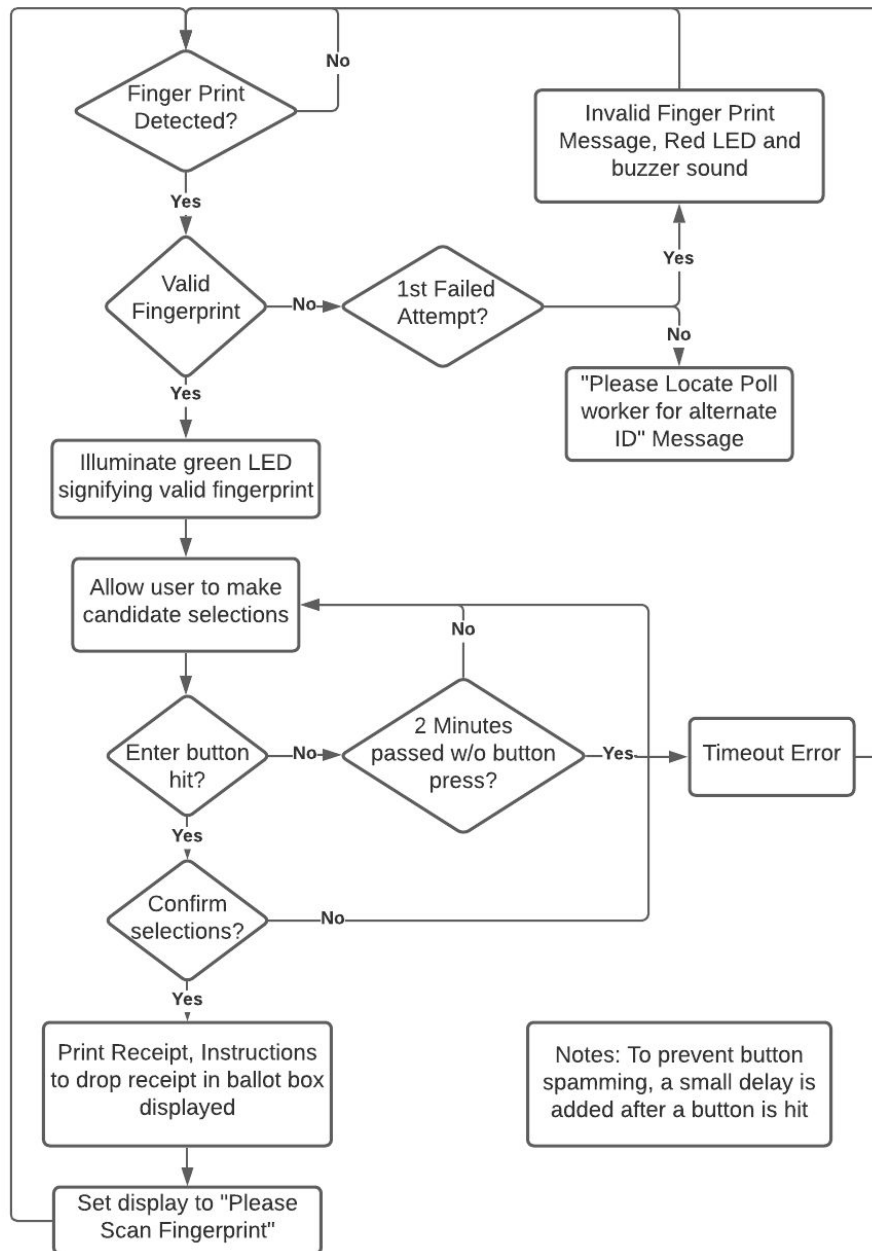 Finger Print
Detected?
No
Yes
Invalid Finger Print
Message, Red LED and
buzzer sound
Valid
Fingerprint
No
1st Failed
Attempt?
Yes
No
"Please Locate Poll
worker for alternate
ID" Message
Yes
Illuminate green LED
signifying valid fingerprint
Allow user to make
candidate selections
No
Enter button
hit?
No
2 Minutes
passed w/o button
press?
Yes
Timeout Error
Yes
Confirm
selections?
No
Yes
Print Receipt, Instructions
to drop receipt in ballot box
displayed
Notes: To prevent button
spamming, a small delay is
added after a button is hit
Set display to "Please
Scan Fingerprint"